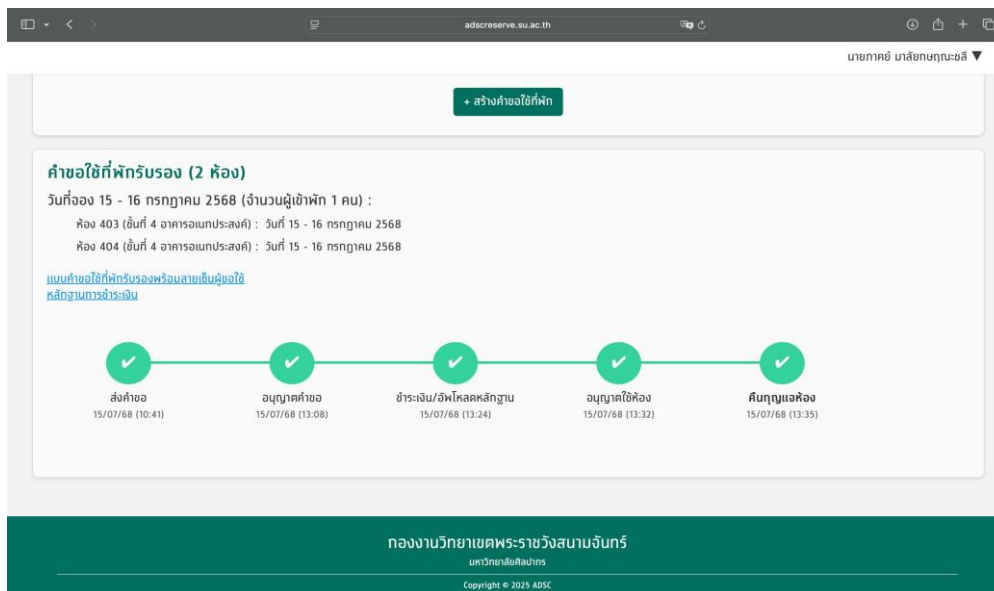 adscreserve.su.ac.th
นายภาคย์ มาลัยกษฤณะชลี ▼
+ สร้างคำขอใช้ที่พัก
คำขอใช้ที่พักรับรอง (2 ห้อง)
วันที่จอง 15 - 16 กรกฎาคม 2568 (จำนวนผู้เข้าพัก 1 คน) :
ห้อง 403 (ชั้นที่ 4 อาคารอเนกประสงค์) : วันที่ 15 - 16 กรกฎาคม 2568
ห้อง 404 (ชั้นที่ 4 อาคารอเนกประสงค์) : วันที่ 15 - 16 กรกฎาคม 2568
แบบคำขอใช้ที่พักรับรองพร้อมลายเซ็นผู้ขอใช้
หลักฐานการชำระเงิน
ส่งคำขอ อนุญาตคำขอ ชำระเงิน/อัพโหลดหลักฐาน อนุญาตใช้ห้อง คืนกุญแจห้อง
15/07/68 (10:41) 15/07/68 (13:08) 15/07/68 (13:24) 15/07/68 (13:32) 15/07/68 (13:35)
กองงานวิทยาเขตพระราชวังสนามจันทร์
มหาวิทยาลัยศิลปากร
Copyright © 2025 ADSC